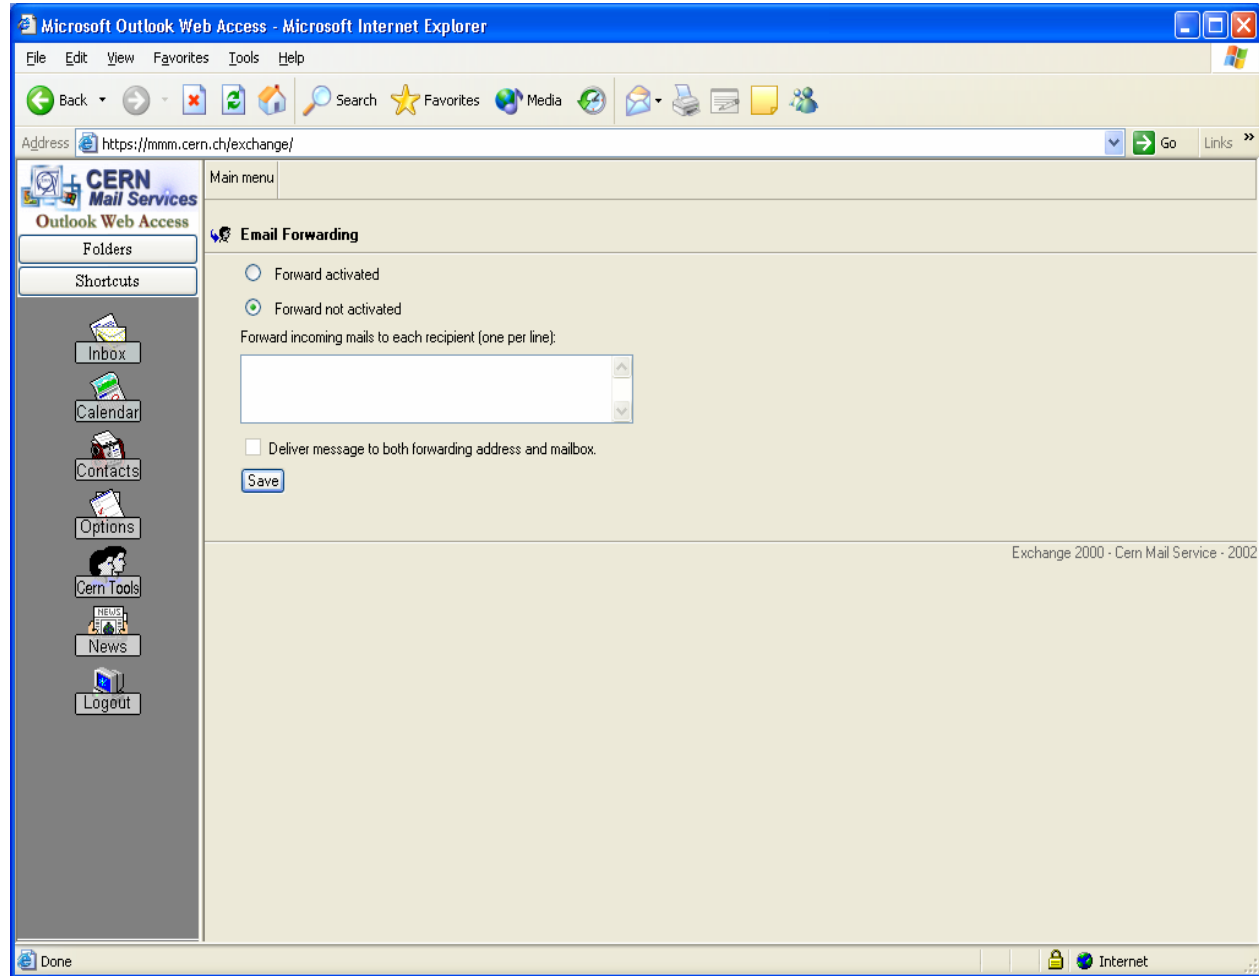 Microsoft Outlook Web Access - Microsoft Internet Explorer
File Edit View Favorites Tools Help
Back Search Favorites Media
Address https://mmm.cern.ch/exchange/ Go Links »
CERN
Mail Services
Outlook Web Access
Folders
Shortcuts
Inbox
Calendar
Contacts
Options
Cern Tools
NEWS
News
Logout
Main menu
Email Forwarding
Forward activated
Forward not activated
Forward incoming mails to each recipient (one per line):
Deliver message to both forwarding address and mailbox.
Save
Exchange 2000 - Cern Mail Service - 2002
Done Internet